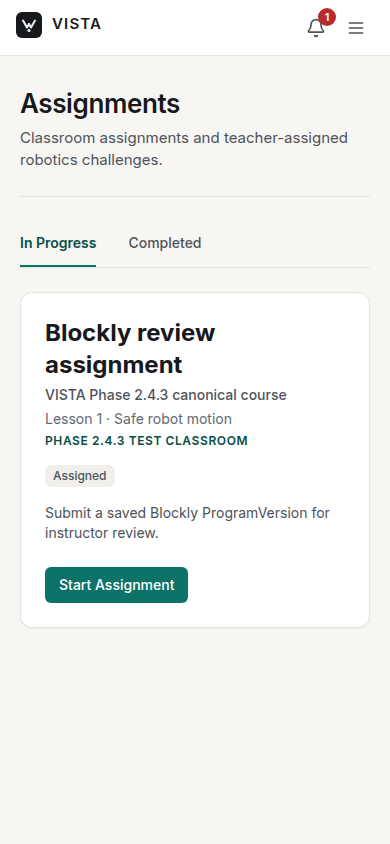 VISTA
1
Assignments
Classroom assignments and teacher-assigned
robotics challenges.
In Progress
Completed
Blockly review
assignment
VISTA Phase 2.4.3 canonical course
Lesson 1 · Safe robot motion
PHASE 2.4.3 TEST CLASSROOM
Assigned
Submit a saved Blockly ProgramVersion for
instructor review.
Start Assignment